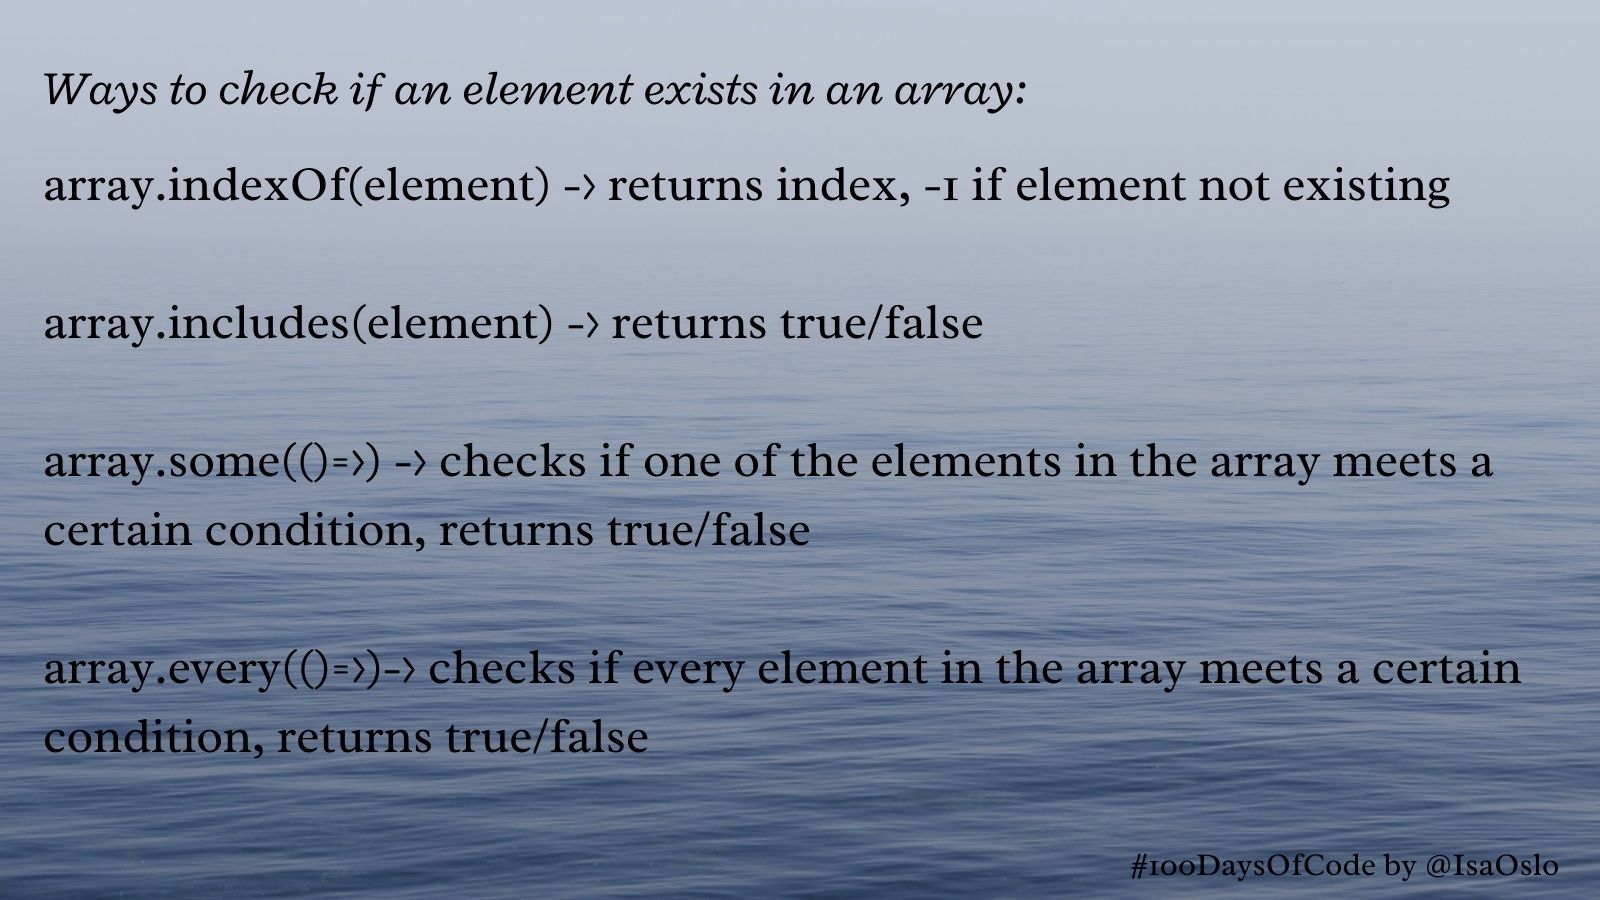 Ways to check if an element exists in an array:
array.indexOf(element) -> returns index, -1 if element not existing
array.includes(element) -> returns true/false
array.some(()=>) -> checks if one of the elements in the array meets a
certain condition, returns true/false
array.every(()=>)-> checks if every element in the array meets a certain
condition, returns true/false
#100DaysOfCode by @IsaOslo